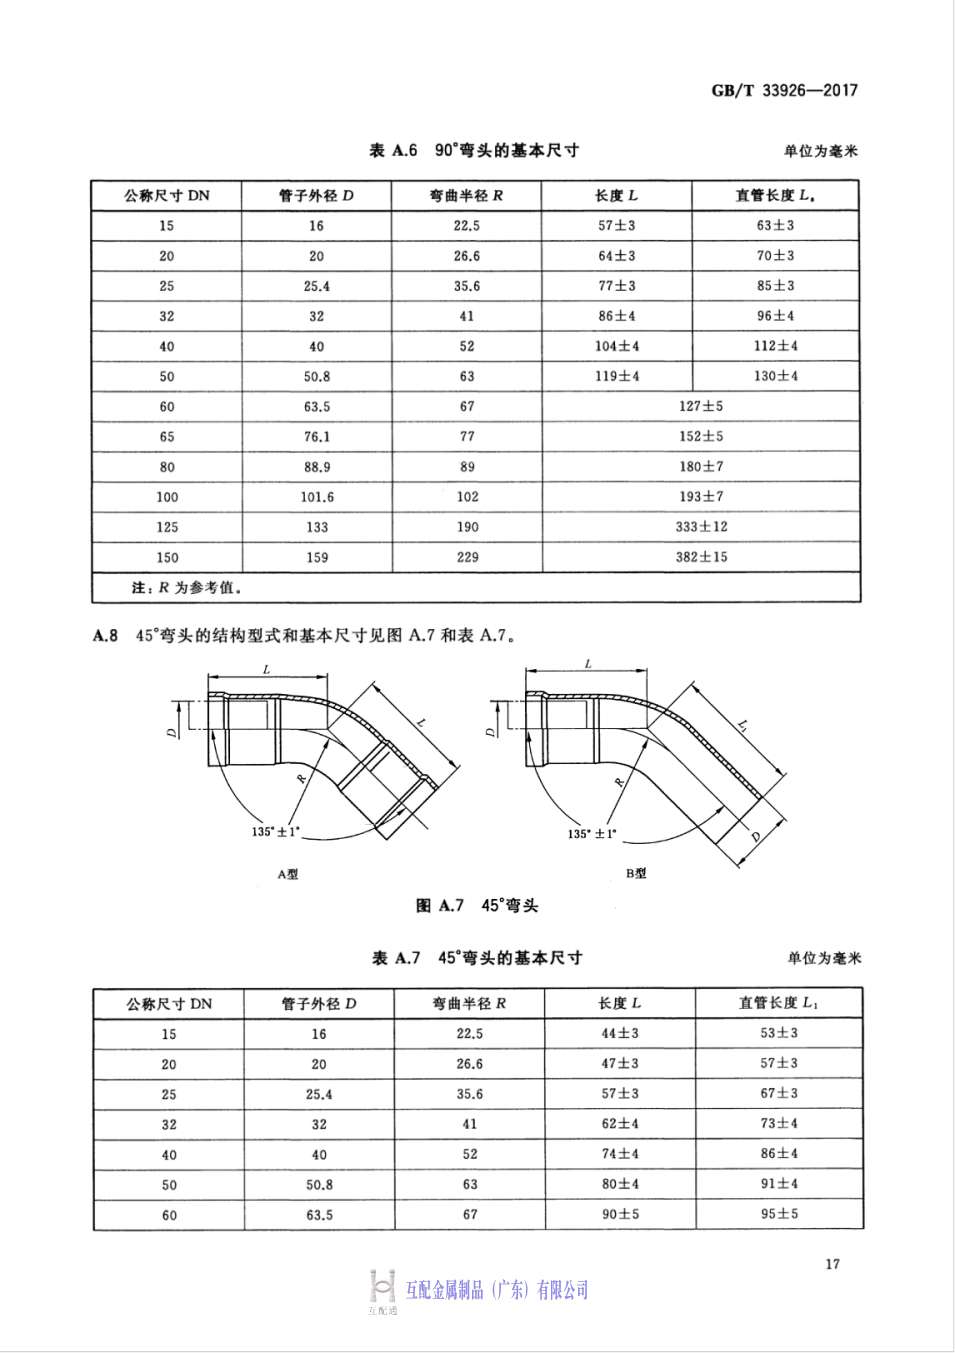 GB/T 33926—2017
表 A.6 90°弯头的基本尺寸 单位为毫米
公称尺寸 DN 管子外径 D 弯曲半径 R 长度 L 直管长度 L₁
15 16 22.5 57±3 63±3
20 20 26.6 64±3 70±3
25 25.4 35.6 77±3 85±3
32 32 41 86±4 96±4
40 40 52 104±4 112±4
50 50.8 63 119±4 130±4
60 63.5 67 127±5
65 76.1 77 152±5
80 88.9 89 180±7
100 101.6 102 193±7
125 133 190 333±12
150 159 229 382±15
注：R 为参考值。
A.8 45°弯头的结构型式和基本尺寸见图 A.7 和表 A.7。
L
L
D
R
135°±1°
A型
L
L₁
D
R
135°±1°
D
B型
图 A.7 45°弯头
表 A.7 45°弯头的基本尺寸 单位为毫米
公称尺寸 DN 管子外径 D 弯曲半径 R 长度 L 直管长度 L₁
15 16 22.5 44±3 53±3
20 20 26.6 47±3 57±3
25 25.4 35.6 57±3 67±3
32 32 41 62±4 73±4
40 40 52 74±4 86±4
50 50.8 63 80±4 91±4
60 63.5 67 90±5 95±5
17
互配金属制品（广东）有限公司
互配通